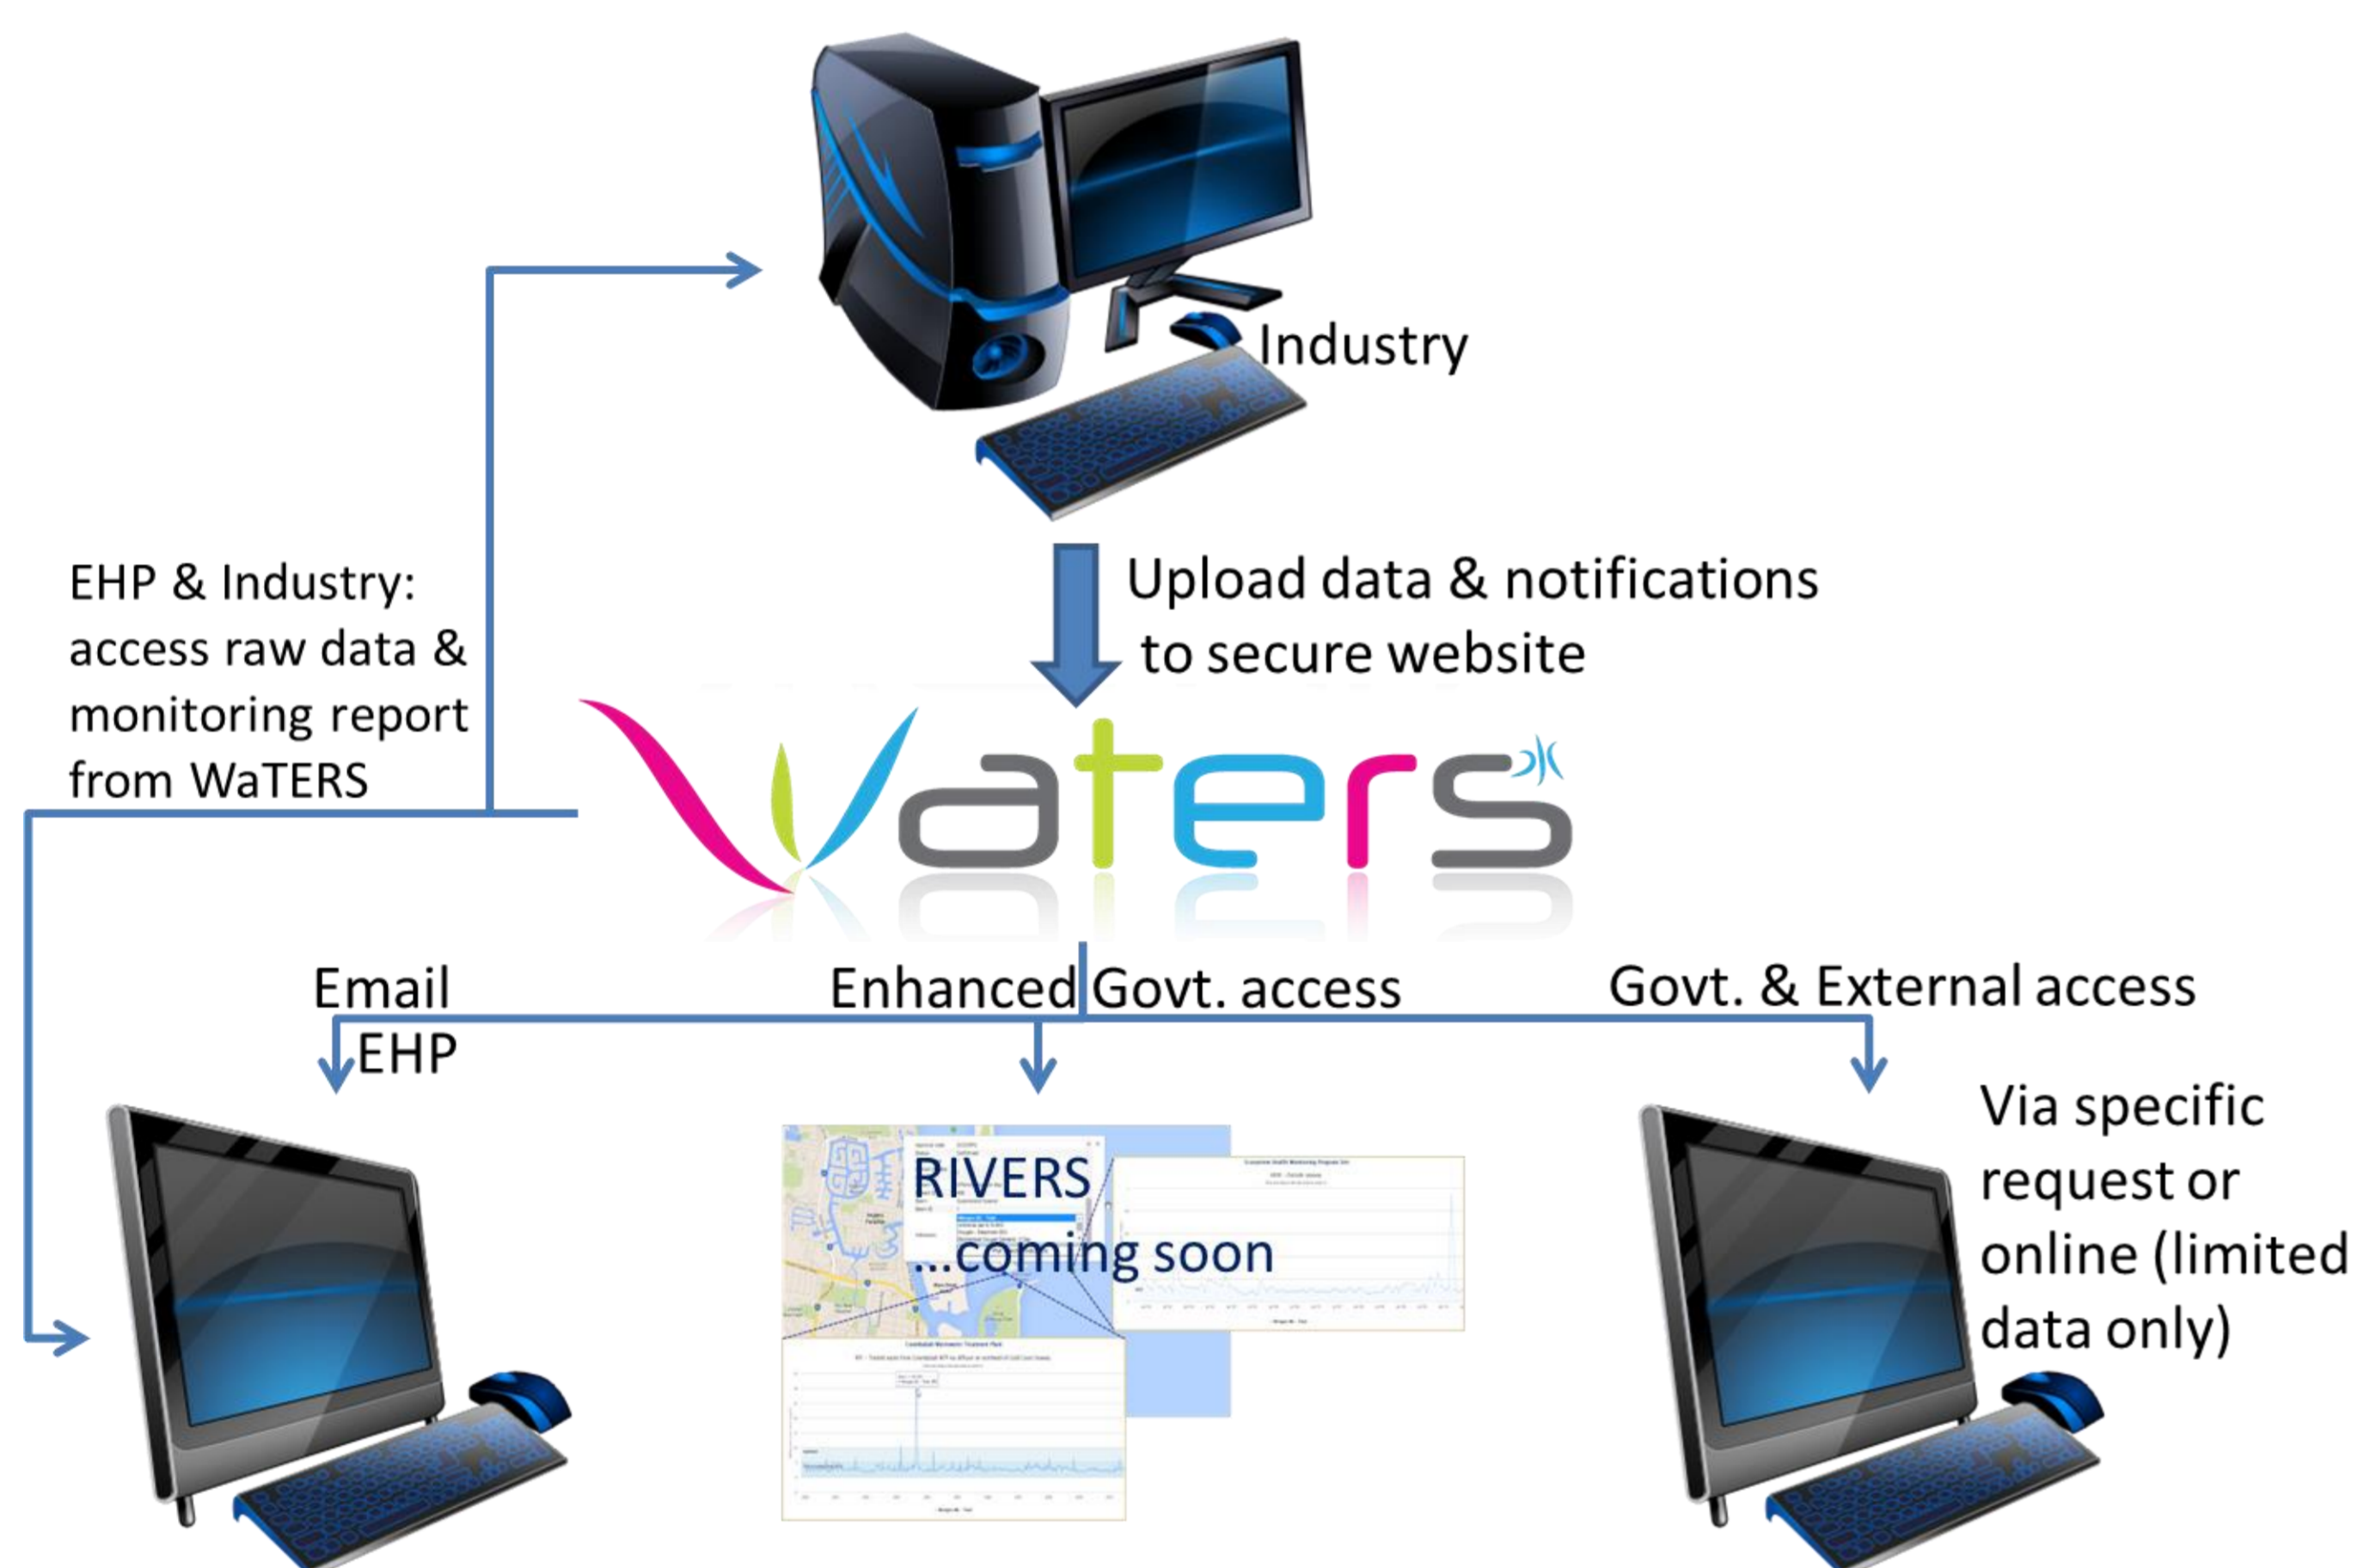 Industry
Upload data & notifications
to secure website
EHP & Industry:
access raw data &
monitoring report
from WaTERS
Waters
Email
EHP
Enhanced Govt. access
Govt. & External access
Via specific
request or
online (limited
data only)
RIVERS
...coming soon